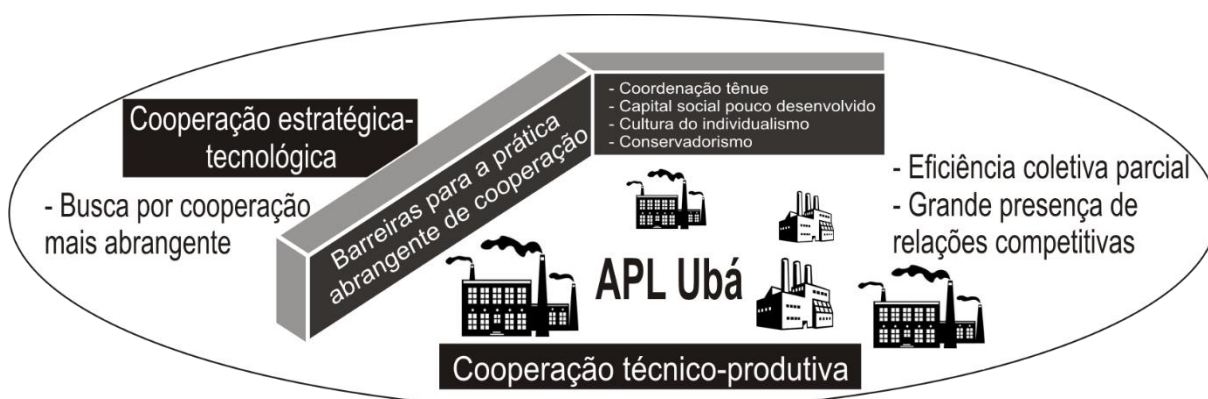 Cooperação estratégica-
tecnológica
- Busca por cooperação
mais abrangente
Barreiras para a prática
abrangente de cooperação
- Coordenação tênue
- Capital social pouco desenvolvido
- Cultura do individualismo
- Conservadorismo
- Eficiência coletiva parcial
- Grande presença de
relações competitivas
APL Ubá
Cooperação técnico-produtiva